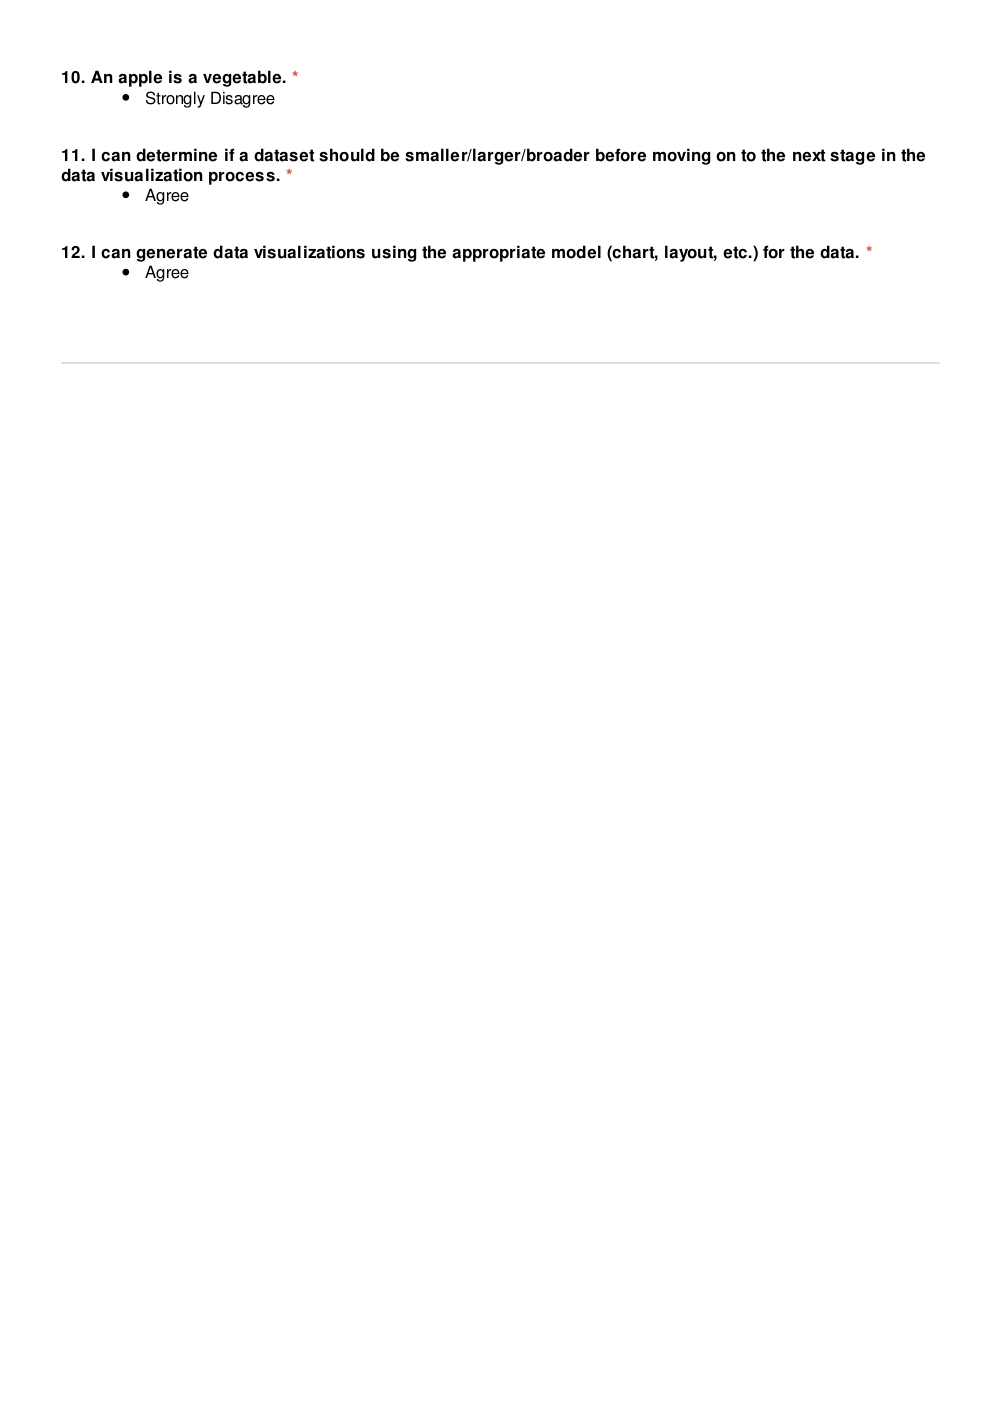 10. An apple is a vegetable. *
• Strongly Disagree
11. I can determine if a dataset should be smaller/larger/broader before moving on to the next stage in the
data visualization process. *
• Agree
12. I can generate data visualizations using the appropriate model (chart, layout, etc.) for the data. *
• Agree